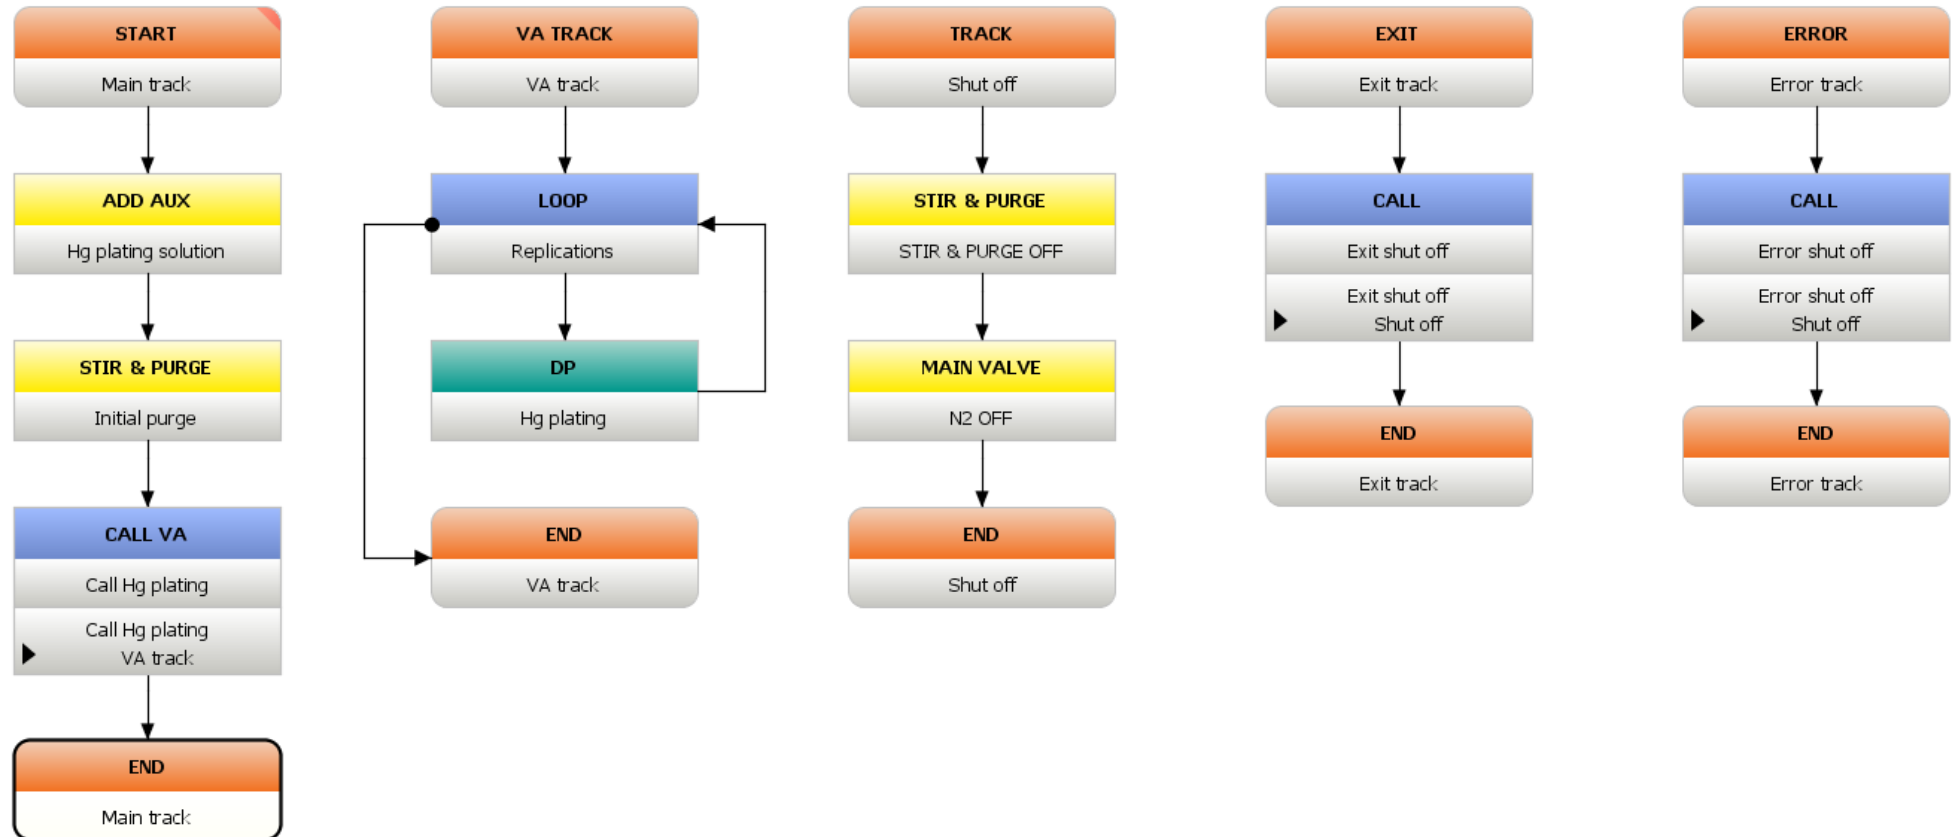 START
Main track
ADD AUX
Hg plating solution
STIR & PURGE
Initial purge
CALL VA
Call Hg plating
Call Hg plating
VA track
END
Main track
VA TRACK
VA track
LOOP
Replications
DP
Hg plating
END
VA track
TRACK
Shut off
STIR & PURGE
STIR & PURGE OFF
MAIN VALVE
N2 OFF
END
Shut off
EXIT
Exit track
CALL
Exit shut off
Exit shut off
Shut off
END
Exit track
ERROR
Error track
CALL
Error shut off
Error shut off
Shut off
END
Error track